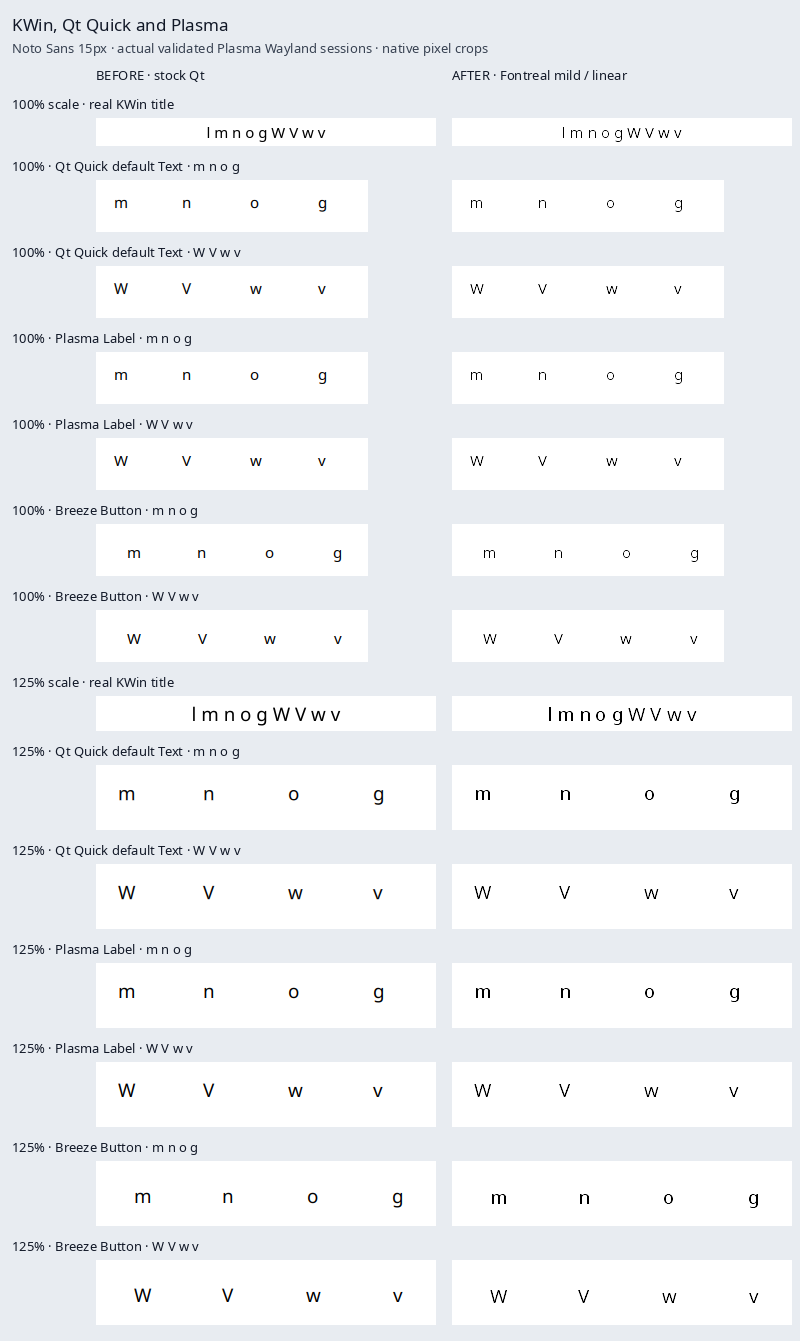 KWin, Qt Quick and Plasma
Noto Sans 15px · actual validated Plasma Wayland sessions · native pixel crops
BEFORE · stock Qt AFTER · Fontreal mild / linear
100% scale · real KWin title
l m n o g W V w v l m n o g W V w v
100% · Qt Quick default Text · m n o g
m n o g m n o g
100% · Qt Quick default Text · W V w v
W V w v W V w v
100% · Plasma Label · m n o g
m n o g m n o g
100% · Plasma Label · W V w v
W V w v W V w v
100% · Breeze Button · m n o g
m n o g m n o g
100% · Breeze Button · W V w v
W V w v W V w v
125% scale · real KWin title
l m n o g W V w v l m n o g W V w v
125% · Qt Quick default Text · m n o g
m n o g m n o g
125% · Qt Quick default Text · W V w v
W V w v W V w v
125% · Plasma Label · m n o g
m n o g m n o g
125% · Plasma Label · W V w v
W V w v W V w v
125% · Breeze Button · m n o g
m n o g m n o g
125% · Breeze Button · W V w v
W V w v W V w v